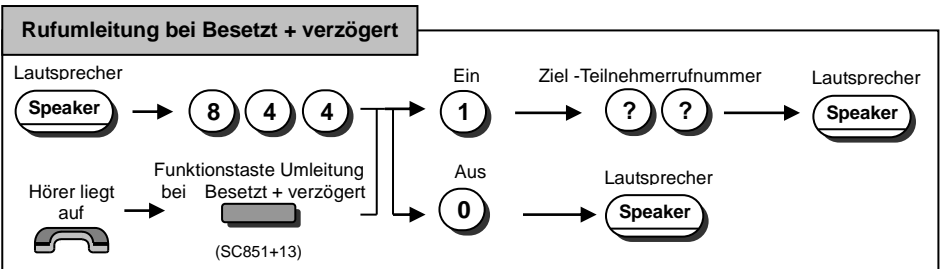 Rufumleitung bei Besetzt + verzögert
Lautsprecher
Speaker
8 4 4
Ein
1
Ziel -Teilnehmerrufnummer
? ?
Lautsprecher
Speaker
Hörer liegt
auf
Funktionstaste Umleitung
bei Besetzt + verzögert
(SC851+13)
Aus
0
Lautsprecher
Speaker